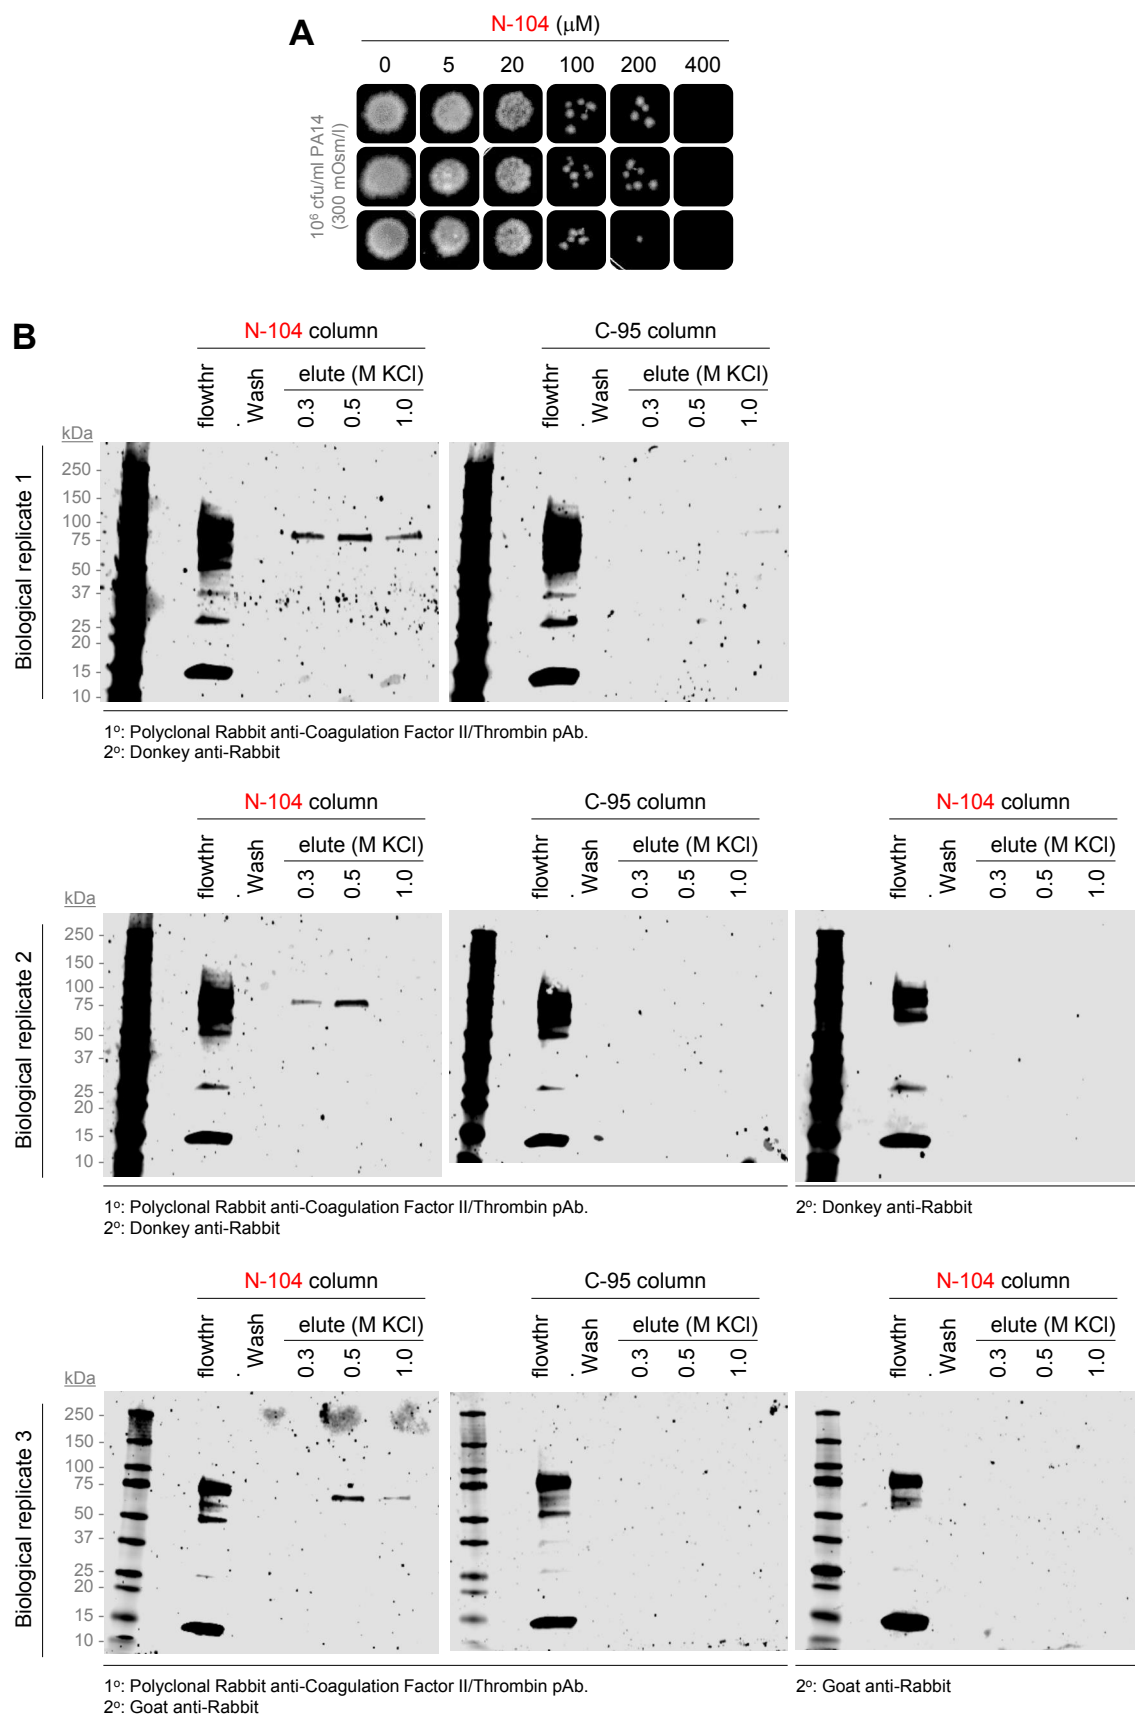 A
N-104 (μM)
0 5 20 100 200 400
10⁶ cfu/ml PA14
(300 mOsm/l)
B
N-104 column C-95 column
flowthr. Wash elute (M KCl) flowthr. Wash elute (M KCl)
0.3 0.5 1.0 0.3 0.5 1.0
Biological replicate 1
kDa
250
150
100
75
50
37
25
20
15
10
1º: Polyclonal Rabbit anti-Coagulation Factor II/Thrombin pAb.
2º: Donkey anti-Rabbit
N-104 column C-95 column N-104 column
flowthr. Wash elute (M KCl) flowthr. Wash elute (M KCl) flowthr. Wash elute (M KCl)
0.3 0.5 1.0 0.3 0.5 1.0 0.3 0.5 1.0
Biological replicate 2
kDa
250
150
100
75
50
37
25
20
15
10
1º: Polyclonal Rabbit anti-Coagulation Factor II/Thrombin pAb. 2º: Donkey anti-Rabbit
2º: Donkey anti-Rabbit
N-104 column C-95 column N-104 column
flowthr. Wash elute (M KCl) flowthr. Wash elute (M KCl) flowthr. Wash elute (M KCl)
0.3 0.5 1.0 0.3 0.5 1.0 0.3 0.5 1.0
Biological replicate 3
kDa
250
150
100
75
50
37
25
20
15
10
1º: Polyclonal Rabbit anti-Coagulation Factor II/Thrombin pAb. 2º: Goat anti-Rabbit
2º: Goat anti-Rabbit